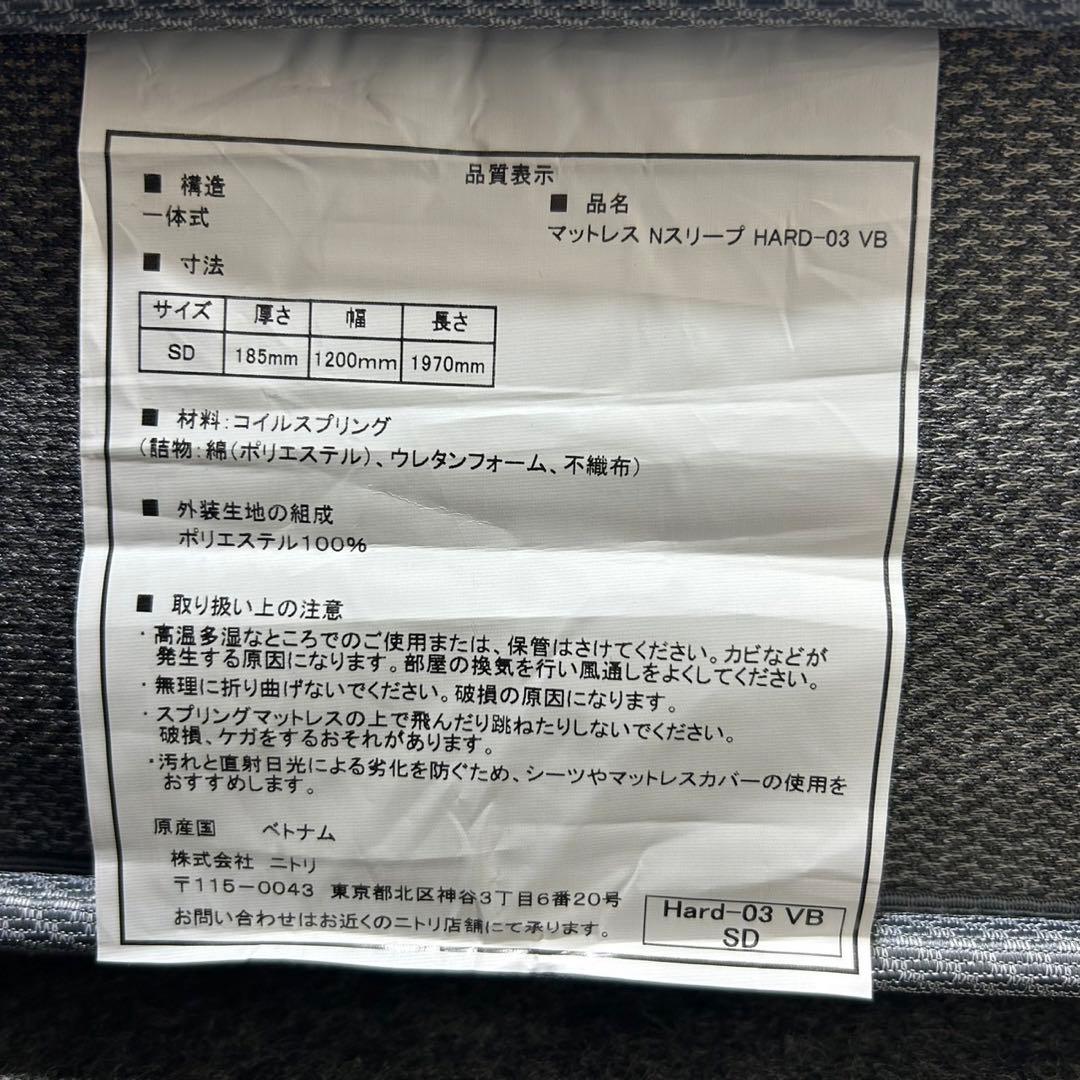 品質表示
■ 構造
一体式
■ 品名
マットレス Nスリープ HARD-03 VB
■ 寸法
サイズ 厚さ 幅 長さ
SD 185mm 1200mm 1970mm
■ 材料:コイルスプリング
(詰物:綿(ポリエステル)、ウレタンフォーム、不織布)
■ 外装生地の組成
ポリエステル100%
■ 取り扱い上の注意
・高温多湿なところでのご使用または、保管はさけてください。カビなどが
発生する原因になります。部屋の換気を行い風通しをよくしてください。
・無理に折り曲げないでください。破損の原因になります。
・スプリングマットレスの上で飛んだり跳ねたりしないでください。
破損、ケガをするおそれがあります。
・汚れと直射日光による劣化を防ぐため、シーツやマットレスカバーの使用を
おすすめします。
原産国 ベトナム
株式会社 ニトリ
〒115-0043 東京都北区神谷3丁目6番20号
お問い合わせはお近くのニトリ店舗にて承ります。
Hard-03 VB
SD